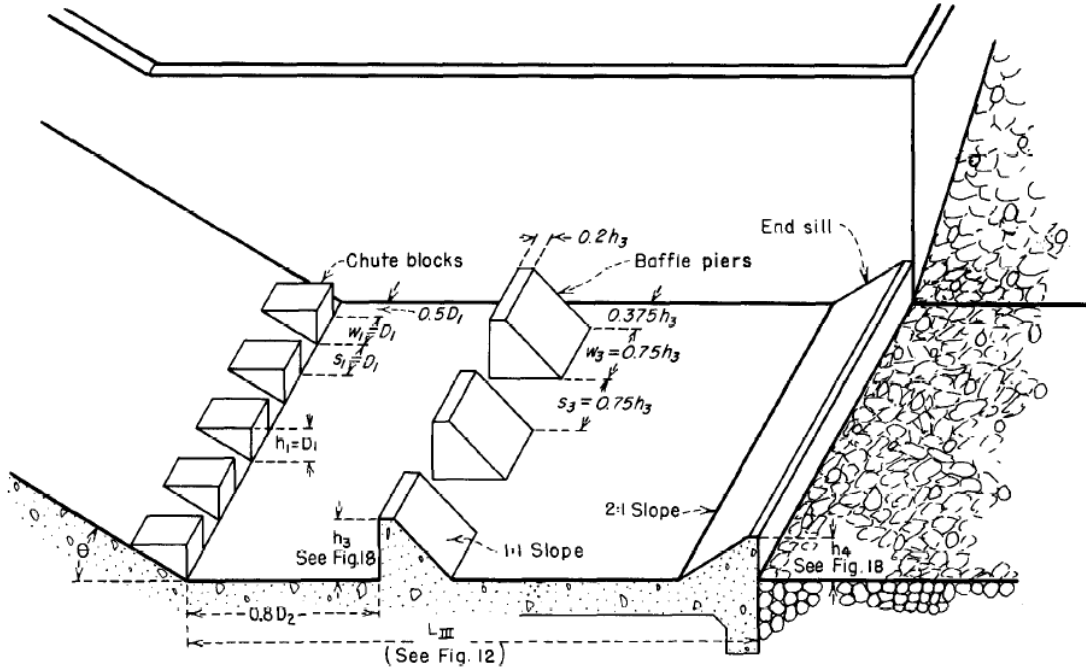 0.2h₃
End sill
Chute blocks
Baffle piers
0.5D₁
w₁=D₁
s₁=D₁
0.375h₃
w₃=0.75h₃
s₃=0.75h₃
h₁=D₁
2:1 Slope
h₃
See Fig.18
1:1 Slope
h₄
See Fig. 18
θ
0.8D₂
L_III
(See Fig. 12)